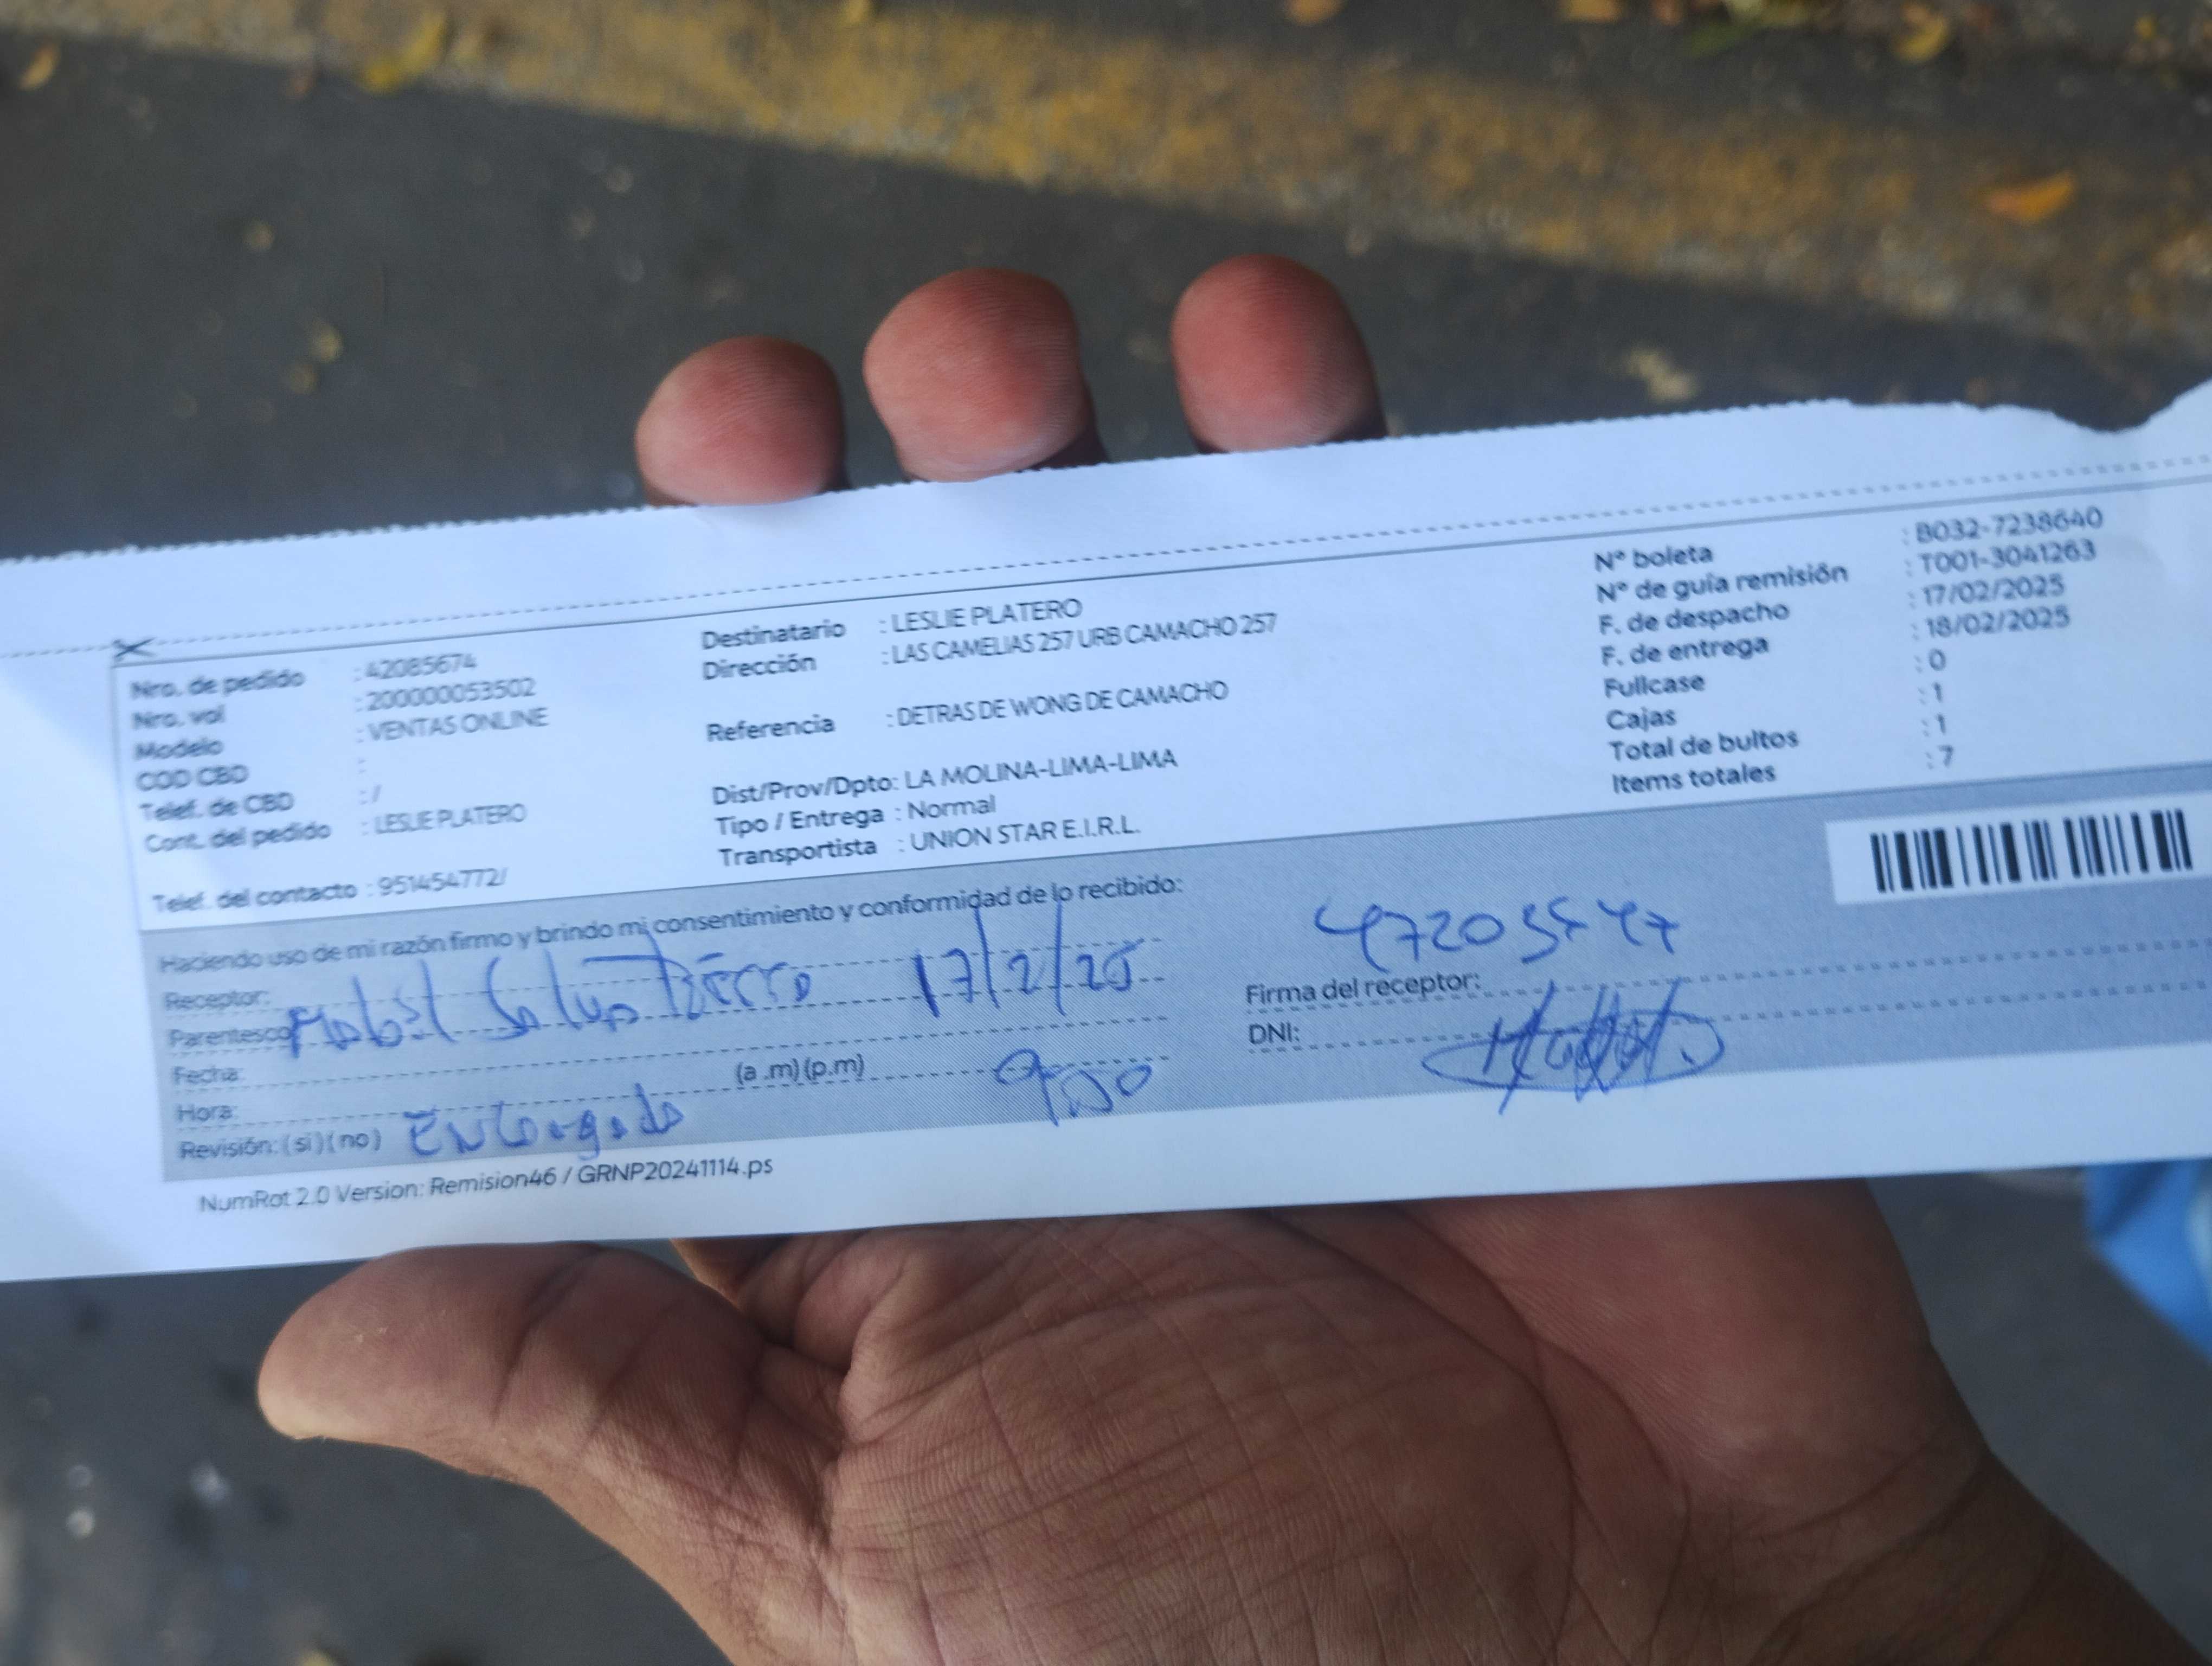 Nro. de pedido : 42085674
Nro. vol : 200000053502
Modelo : VENTAS ONLINE
COD CBD :
Telef. de CBD : /
Cont. del pedido : LESLIE PLATERO
Telef. del contacto : 951454772/
Destinatario : LESLIE PLATERO
Dirección : LAS CAMELIAS 257 URB CAMACHO 257
Referencia : DETRAS DE WONG DE CAMACHO
Dist/Prov/Dpto: LA MOLINA-LIMA-LIMA
Tipo / Entrega : Normal
Transportista : UNION STAR E.I.R.L.
N° boleta : B032-7238640
N° de guía remisión : T001-3041263
F. de despacho : 17/02/2025
F. de entrega : 18/02/2025
Fullcase : 0
Cajas : 1
Total de bultos : 1
Items totales : 7
Haciendo uso de mi razón firmo y brindo mi consentimiento y conformidad de lo recibido:
Receptor:
Parentesco
17/2/25
Fecha:
Hora: (a .m) (p.m)
Revisión: (si) (no) Encargado
Firma del receptor:
DNI:
NumRot 2.0 Version: Remision46 / GRNP20241114.ps